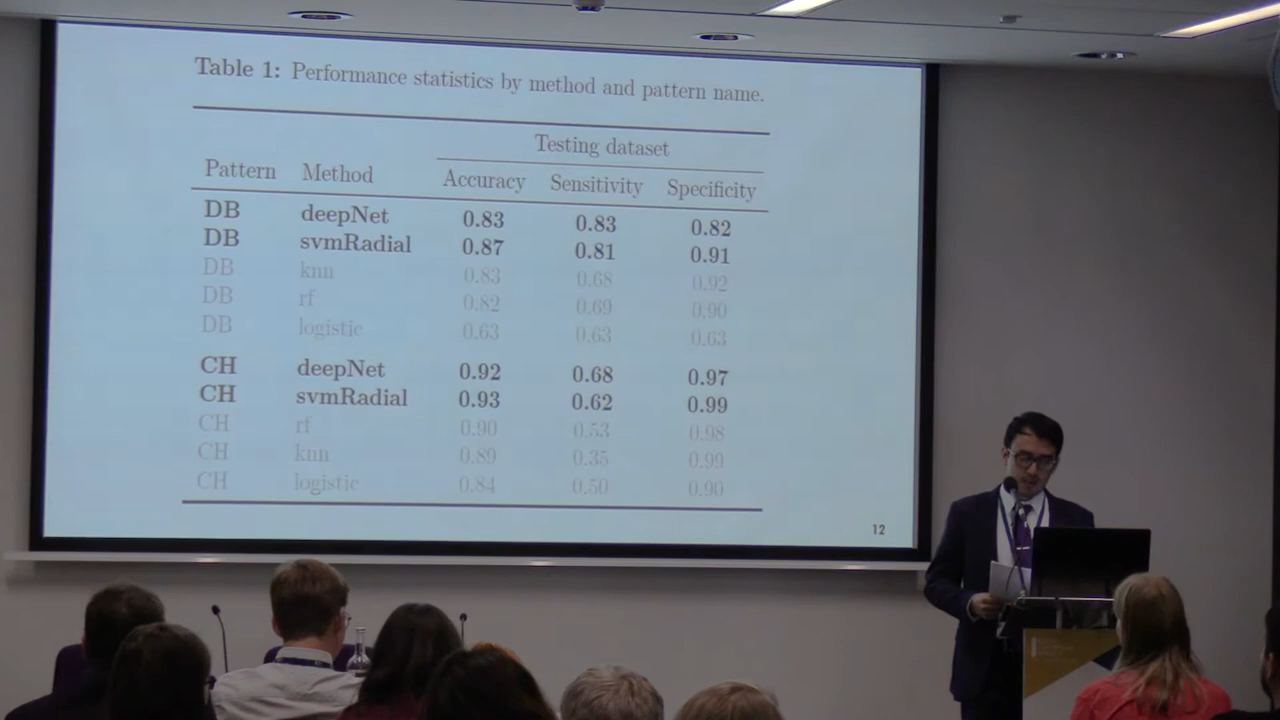 Table 1: Performance statistics by method and pattern name.
Testing dataset
Pattern Method Accuracy Sensitivity Specificity
DB deepNet 0.83 0.83 0.82
DB svmRadial 0.87 0.81 0.91
DB knn 0.83 0.68 0.92
DB rf 0.82 0.69 0.90
DB logistic 0.63 0.63 0.63
CH deepNet 0.92 0.68 0.97
CH svmRadial 0.93 0.62 0.99
CH rf 0.90 0.53 0.98
CH knn 0.89 0.35 0.99
CH logistic 0.84 0.50 0.90
12